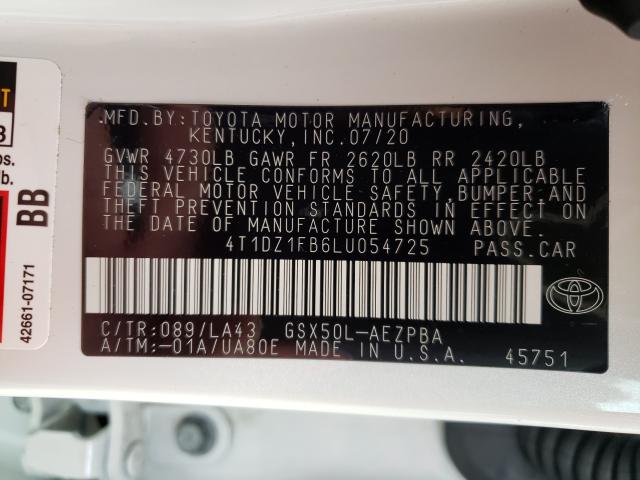 MFD.BY:TOYOTA MOTOR MANUFACTURING,
KENTUCKY,INC.07/20
GVWR 4730LB GAWR FR 2620LB RR 2420LB
THIS VEHICLE CONFORMS TO ALL APPLICABLE
FEDERAL MOTOR VEHICLE SAFETY,BUMPER,AND
THEFT PREVENTION STANDARDS IN EFFECT ON
THE DATE OF MANUFACTURE SHOWN ABOVE.
4T1DZ1FB6LU054725 PASS.CAR
C/TR:089/LA43 GSX50L-AEZPBA
A/TM:-01A/UA80E MADE IN U.S.A. 45751
BB
42661-07171